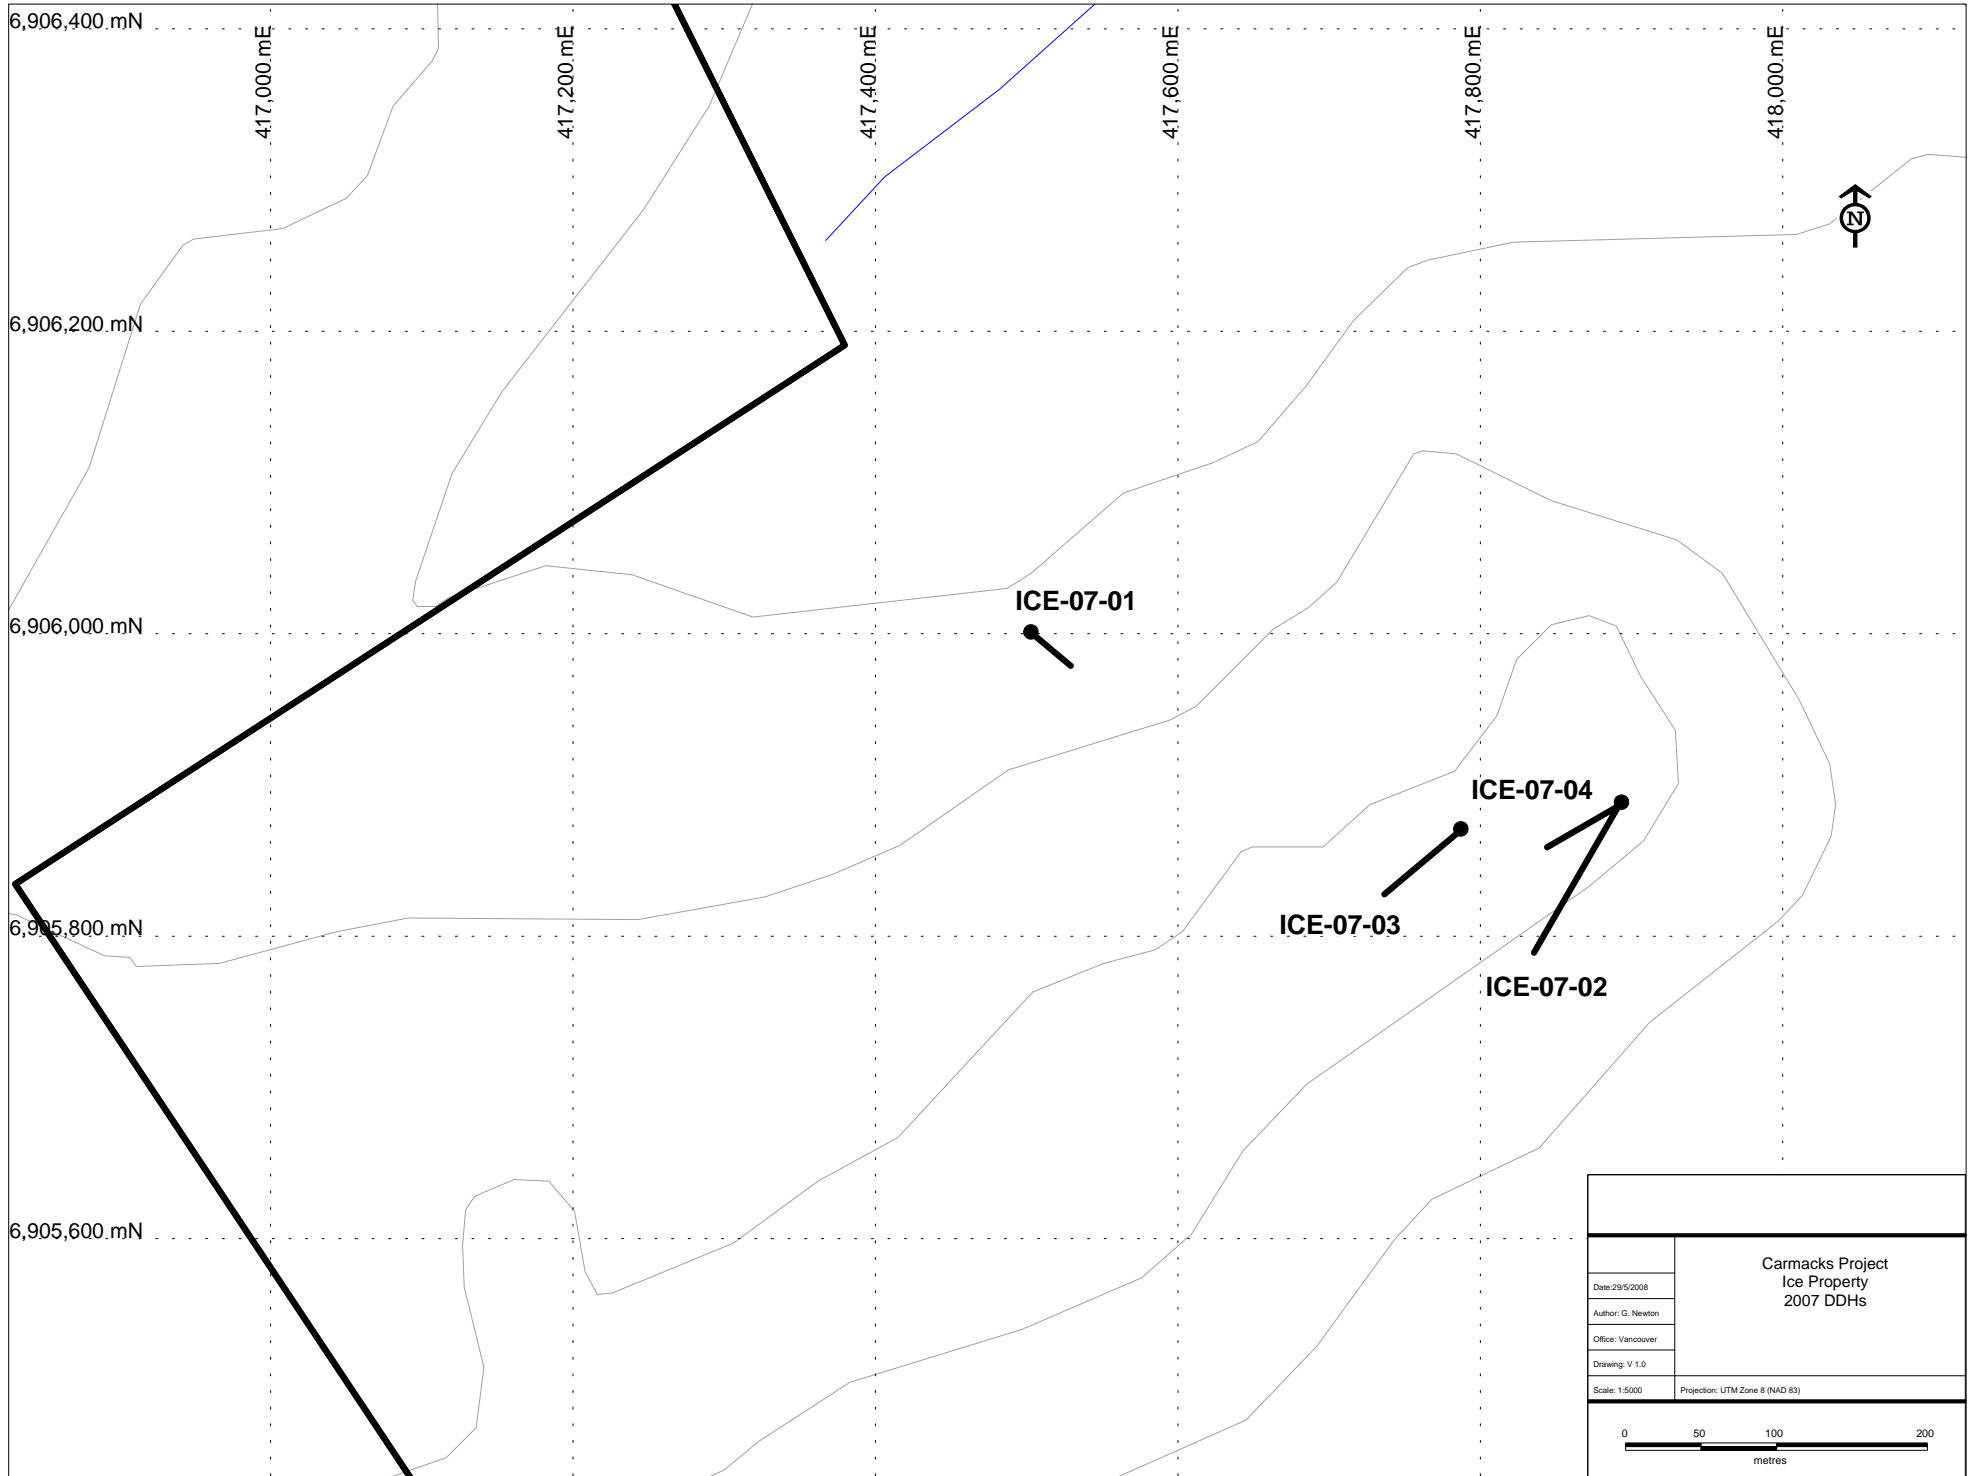 6,906,400 mN
417,000 mE
417,200 mE
417,400 mE
417,600 mE
417,800 mE
418,000 mE
N
6,906,200 mN
6,906,000 mN
ICE-07-01
ICE-07-04
ICE-07-03
6,905,800 mN
ICE-07-02
6,905,600 mN
Carmacks Project
Ice Property
2007 DDHs
Date:29/5/2008
Author: G. Newton
Office: Vancouver
Drawing: V 1.0
Scale: 1:5000
Projection: UTM Zone 8 (NAD 83)
0 50 100 200
metres